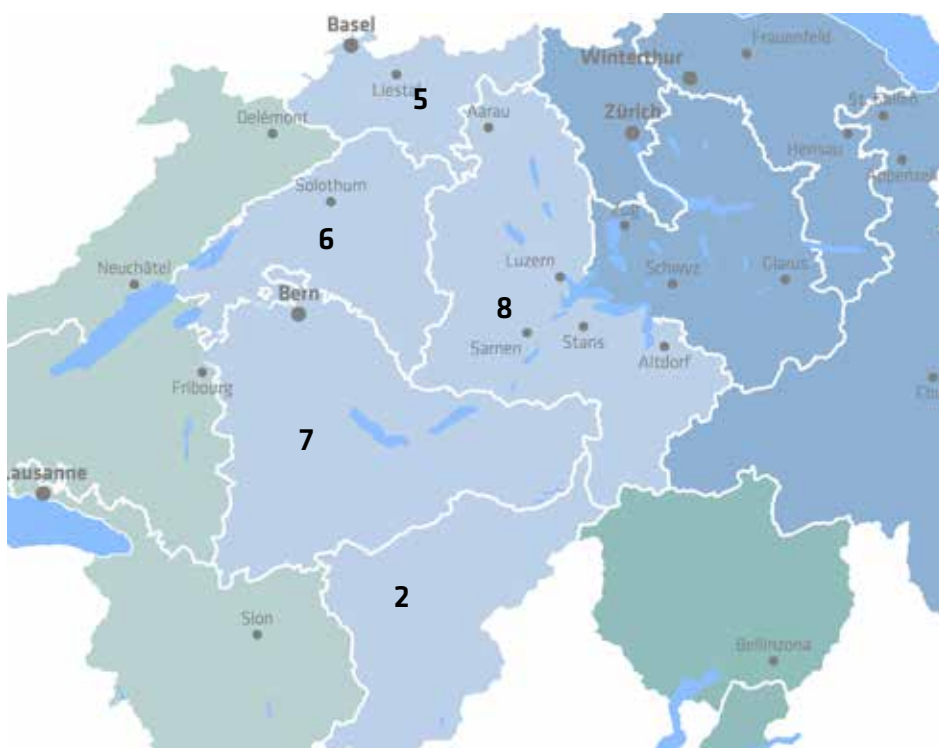 Basel
Frauenfeld
Winterthur
Liestal
5
St. Gallen
Aarau
Delémont
Zürich
Herisau
Appenzell
Solothurn
Zug
6
Neuchâtel
Luzern
Schwyz
Glarus
Bern
8
Sarnen
Stans
Altdorf
Fribourg
7
Lausanne
2
Sion
Bellinzona